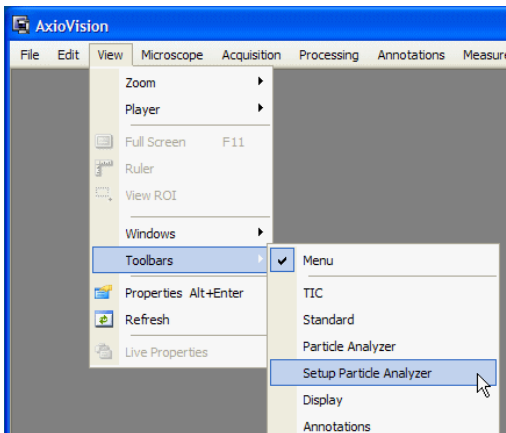 AxioVision
File Edit View Microscope Acquisition Processing Annotations Measure
Zoom
Player
Full Screen F11
Ruler
View ROI
Windows
Toolbars
Properties Alt+Enter
Refresh
Live Properties
Menu
TIC
Standard
Particle Analyzer
Setup Particle Analyzer
Display
Annotations